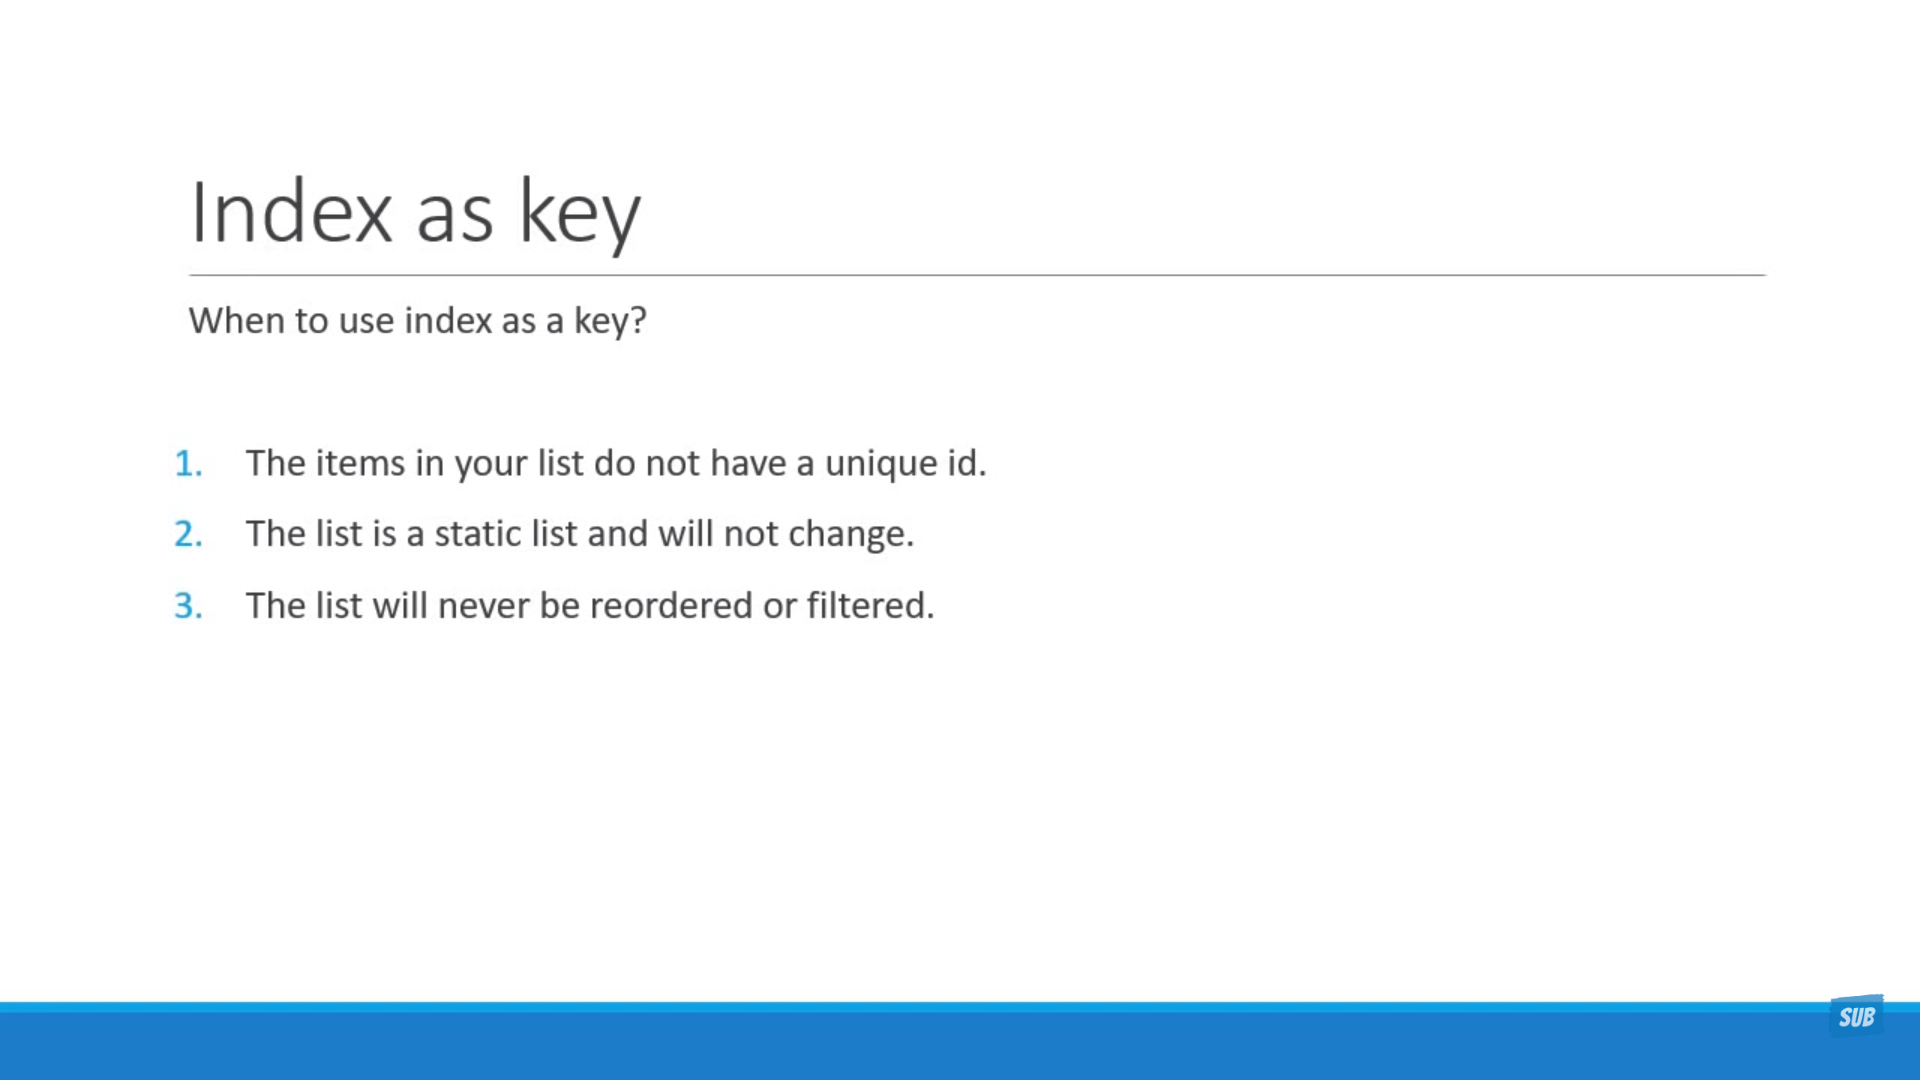 Index as key
When to use index as a key?
1. The items in your list do not have a unique id.
2. The list is a static list and will not change.
3. The list will never be reordered or filtered.
SUB